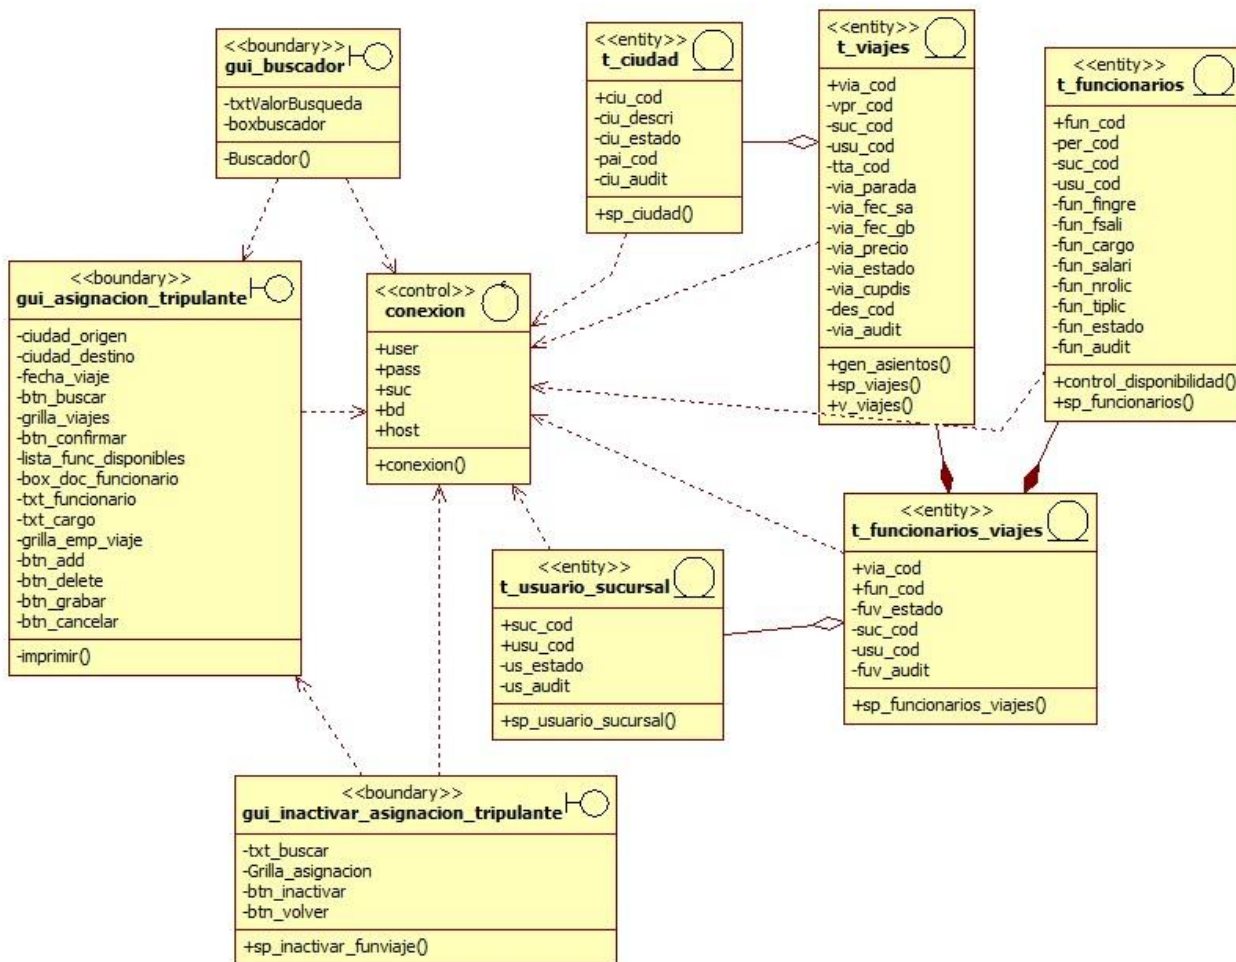 <<boundary>>
gui_buscador
-txtValorBusqueda
-boxbuscador
-Buscador()
<<entity>>
t_ciudad
+ciu_cod
-ciu_descri
-ciu_estado
-pai_cod
-ciu_audit
+sp_ciudad()
<<entity>>
t_viajes
+via_cod
-vpr_cod
-suc_cod
-usu_cod
-tta_cod
-via_parada
-via_fec_sa
-via_fec_gb
-via_precio
-via_estado
-via_cupdis
-des_cod
-via_audit
+gen_asientos()
+sp_viajes()
+v_viajes()
<<entity>>
t_funcionarios
+fun_cod
-per_cod
-suc_cod
-usu_cod
-fun_fingre
-fun_fsali
-fun_cargo
-fun_salari
-fun_nrolic
-fun_tiplic
-fun_estado
-fun_audit
+control_disponibilidad()
+sp_funcionarios()
<<boundary>>
gui_asignacion_tripulante
-ciudad_origen
-ciudad_destino
-fecha_viaje
-btn_buscar
-grilla_viajes
-btn_confirmar
-lista_func_disponibles
-box_doc_funcionario
-txt_funcionario
-txt_cargo
-grilla_emp_viaje
-btn_add
-btn_delete
-btn_grabar
-btn_cancelar
-imprimir()
<<control>>
conexion
+user
+pass
+suc
+bd
+host
+conexion()
<<entity>>
t_usuario_sucursal
+suc_cod
+usu_cod
-us_estado
-us_audit
+sp_usuario_sucursal()
<<entity>>
t_funcionarios_viajes
+via_cod
+fun_cod
-fuv_estado
-suc_cod
-usu_cod
-fuv_audit
+sp_funcionarios_viajes()
<<boundary>>
gui_inactivar_asignacion_tripulante
-txt_buscar
-Grilla_asignacion
-btn_inactivar
-btn_volver
+sp_inactivar_funviaje()